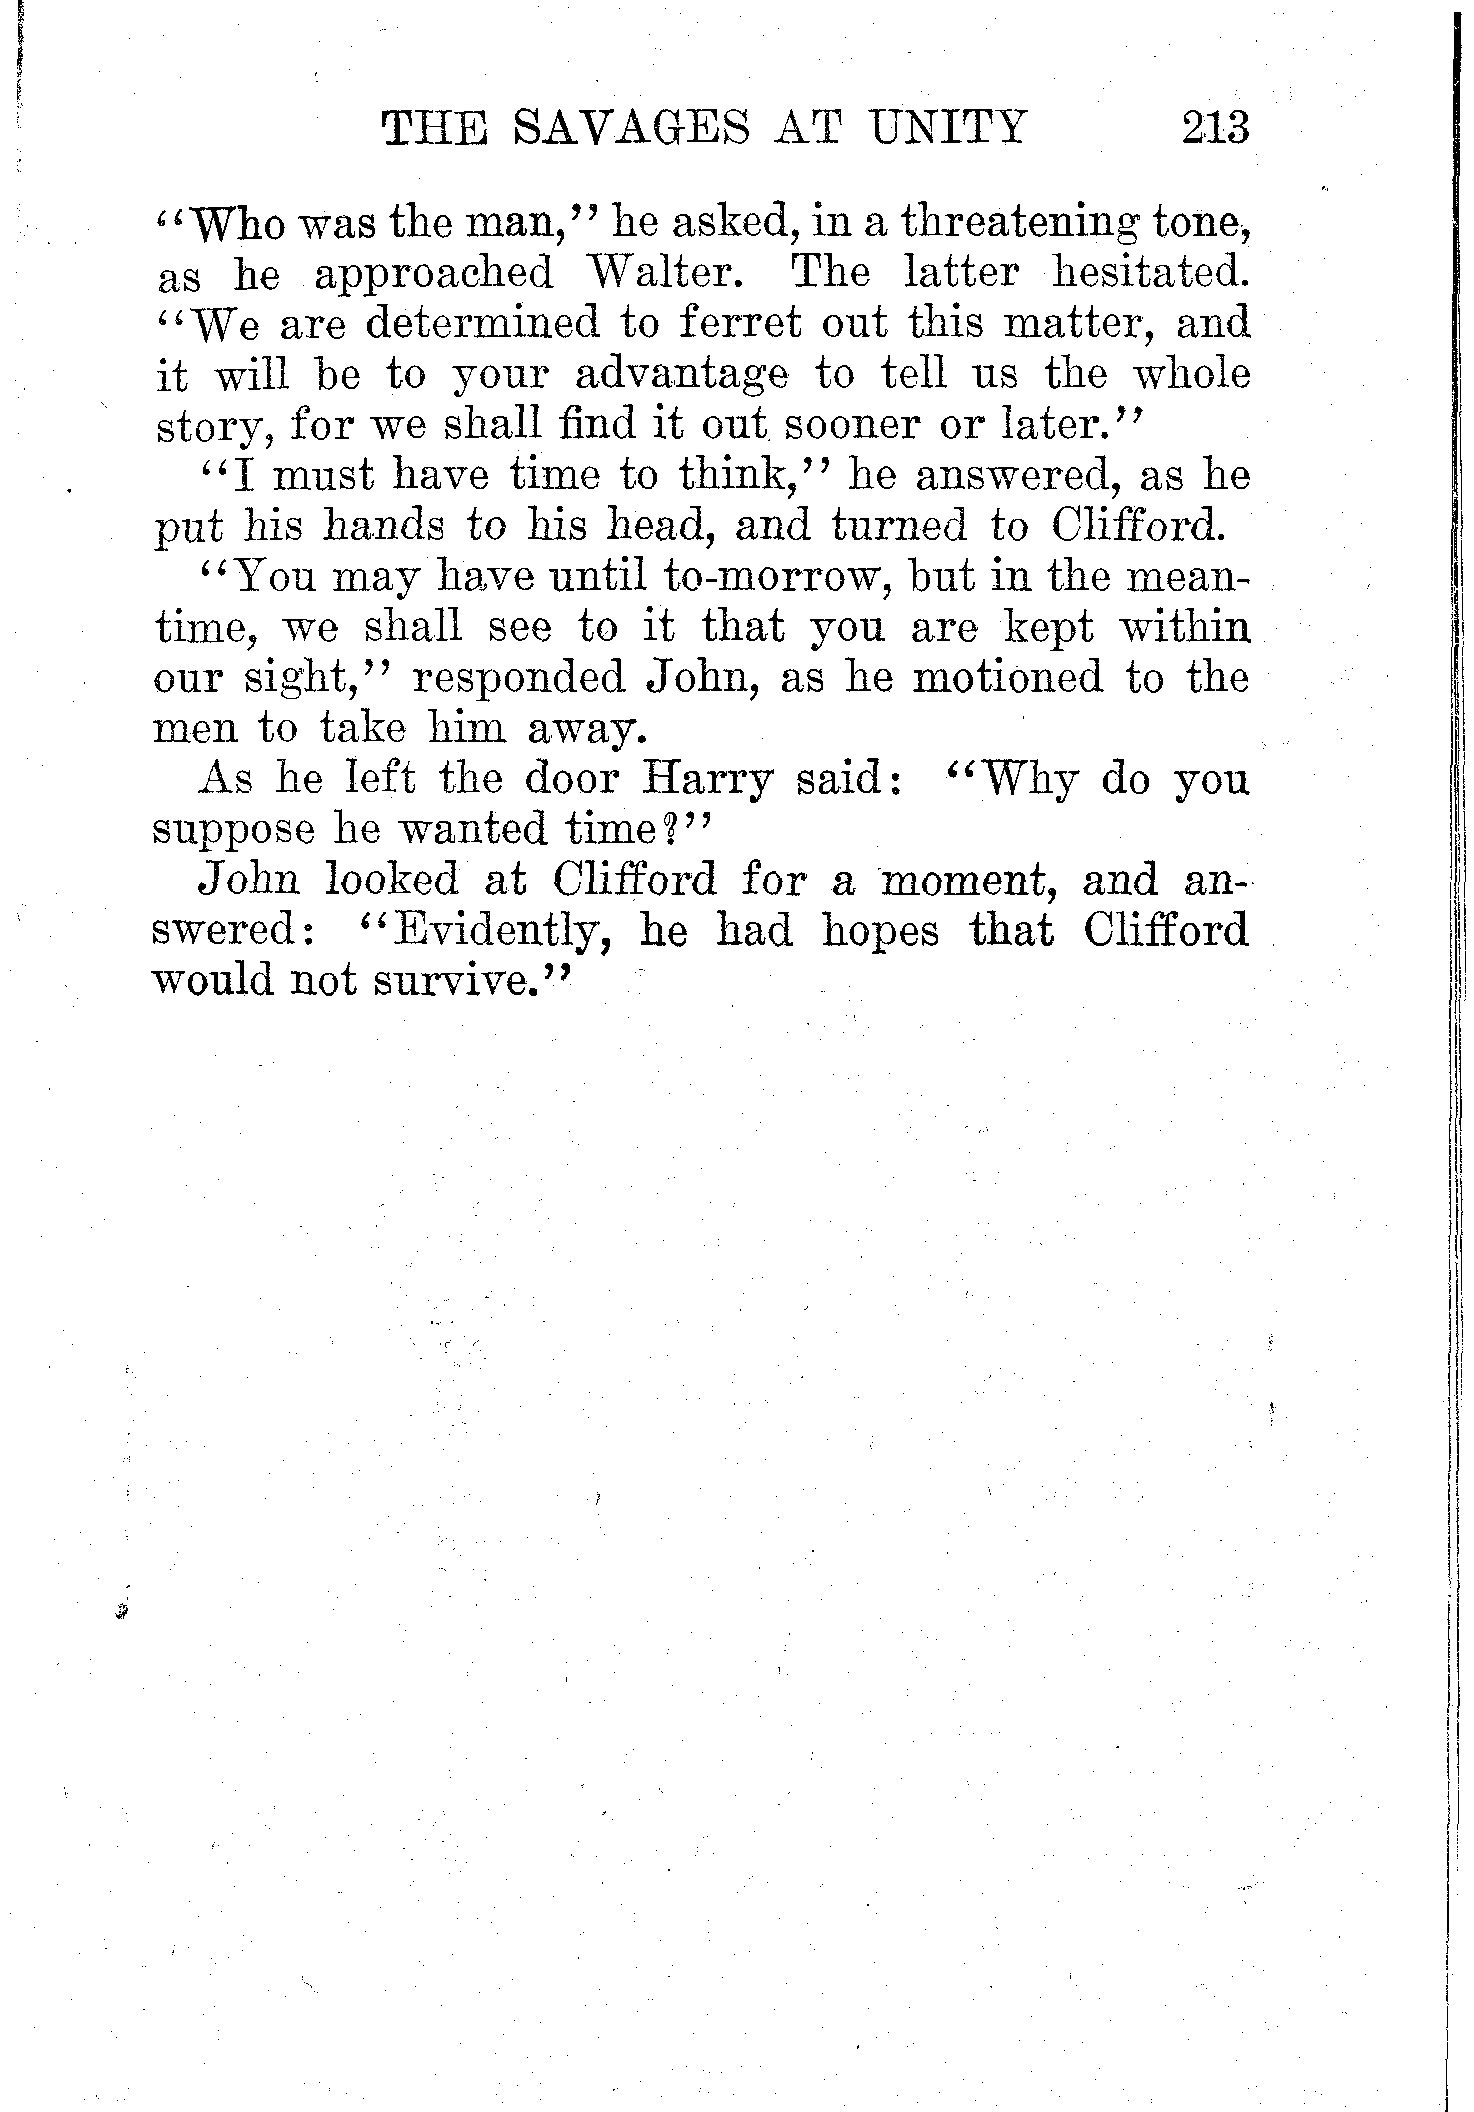 THE SAVAGES AT UNITY 213
“Who was the man,” he asked, in a threatening tone,
as he approached Walter. The latter hesitated.
“We are determined to ferret out this matter, and
it will be to your advantage to tell us the whole
story, for we shall find it out sooner or later.”
“I must have time to think,” he answered, as he
put his hands to his head, and turned to Clifford.
“You may have until to-morrow, but in the mean-
time, we shall see to it that you are kept within
our sight,” responded John, as he motioned to the
men to take him away.
As he left the door Harry said: “Why do you
suppose he wanted time?”
John looked at Clifford for a moment, and an-
swered: “Evidently, he had hopes that Clifford
would not survive.”